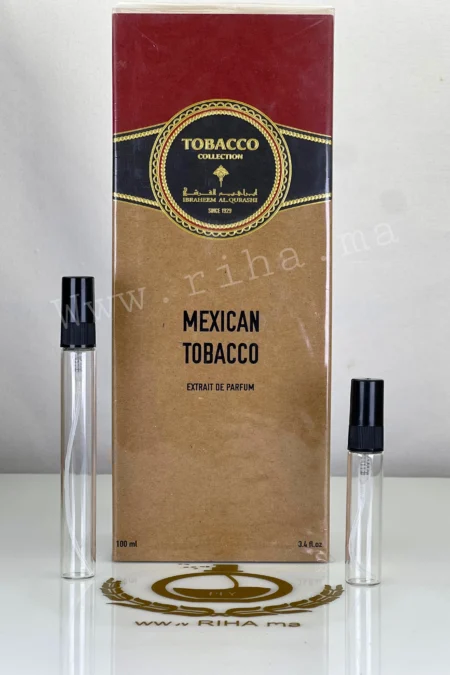 TOBACCO
COLLECTION
ابراهيم القرشي
IBRAHEEM AL.QURASHI
SINCE 1929
www.riha.ma
MEXICAN
TOBACCO
EXTRAIT DE PARFUM
100 ml
3.4 fl.oz.
www RIHA.ma